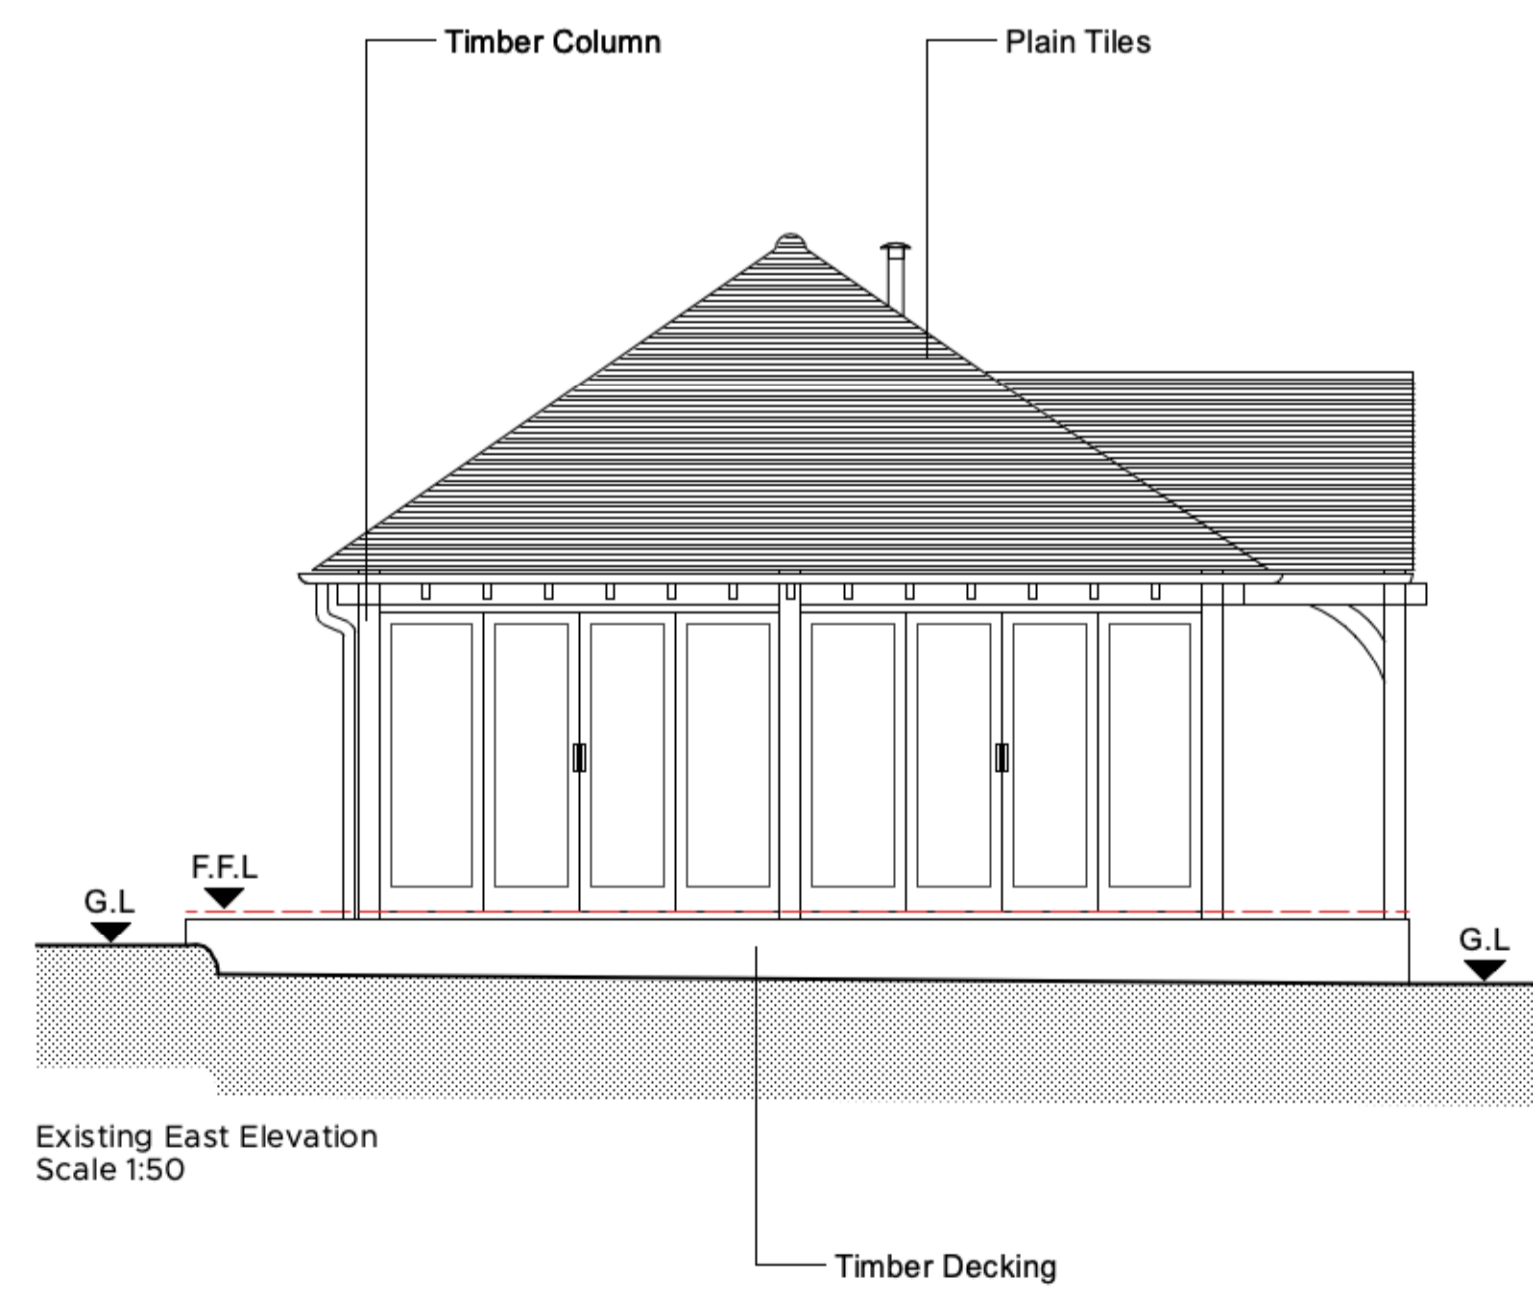 Timber Column
Plain Tiles
F.F.L
G.L
G.L
Existing East Elevation
Scale 1:50
Timber Decking